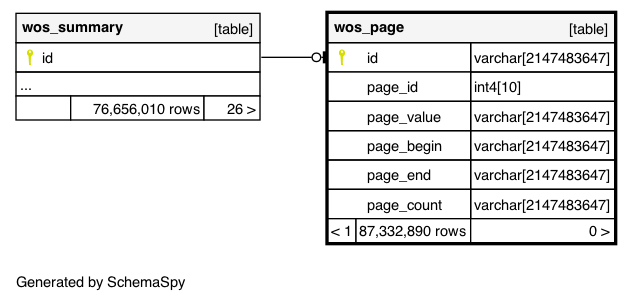 wos_summary [table]
id
...
76,656,010 rows 26 >
wos_page [table]
id varchar[2147483647]
page_id int4[10]
page_value varchar[2147483647]
page_begin varchar[2147483647]
page_end varchar[2147483647]
page_count varchar[2147483647]
< 1 87,332,890 rows 0 >
Generated by SchemaSpy